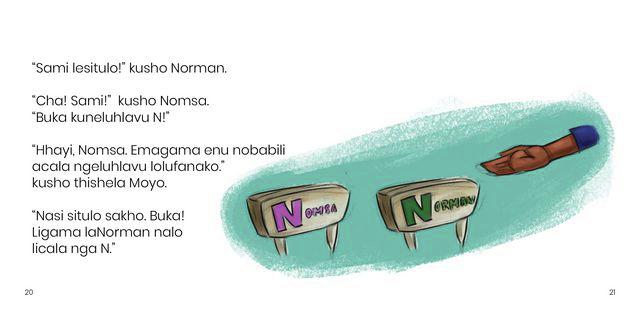 “Sami lesitulo!” kusho Norman.
“Cha! Sami!” kusho Nomsa.
“Buka kuneluhlavu N!”
“Hhayi, Nomsa. Emagama enu nobabili
acala ngeluhlavu lolufanako.”
kusho thishela Moyo.
“Nasi situlo sakho. Buka!
Ligama laNorman nalo
licala nga N.”
NOMSA
NORMAN
20
21